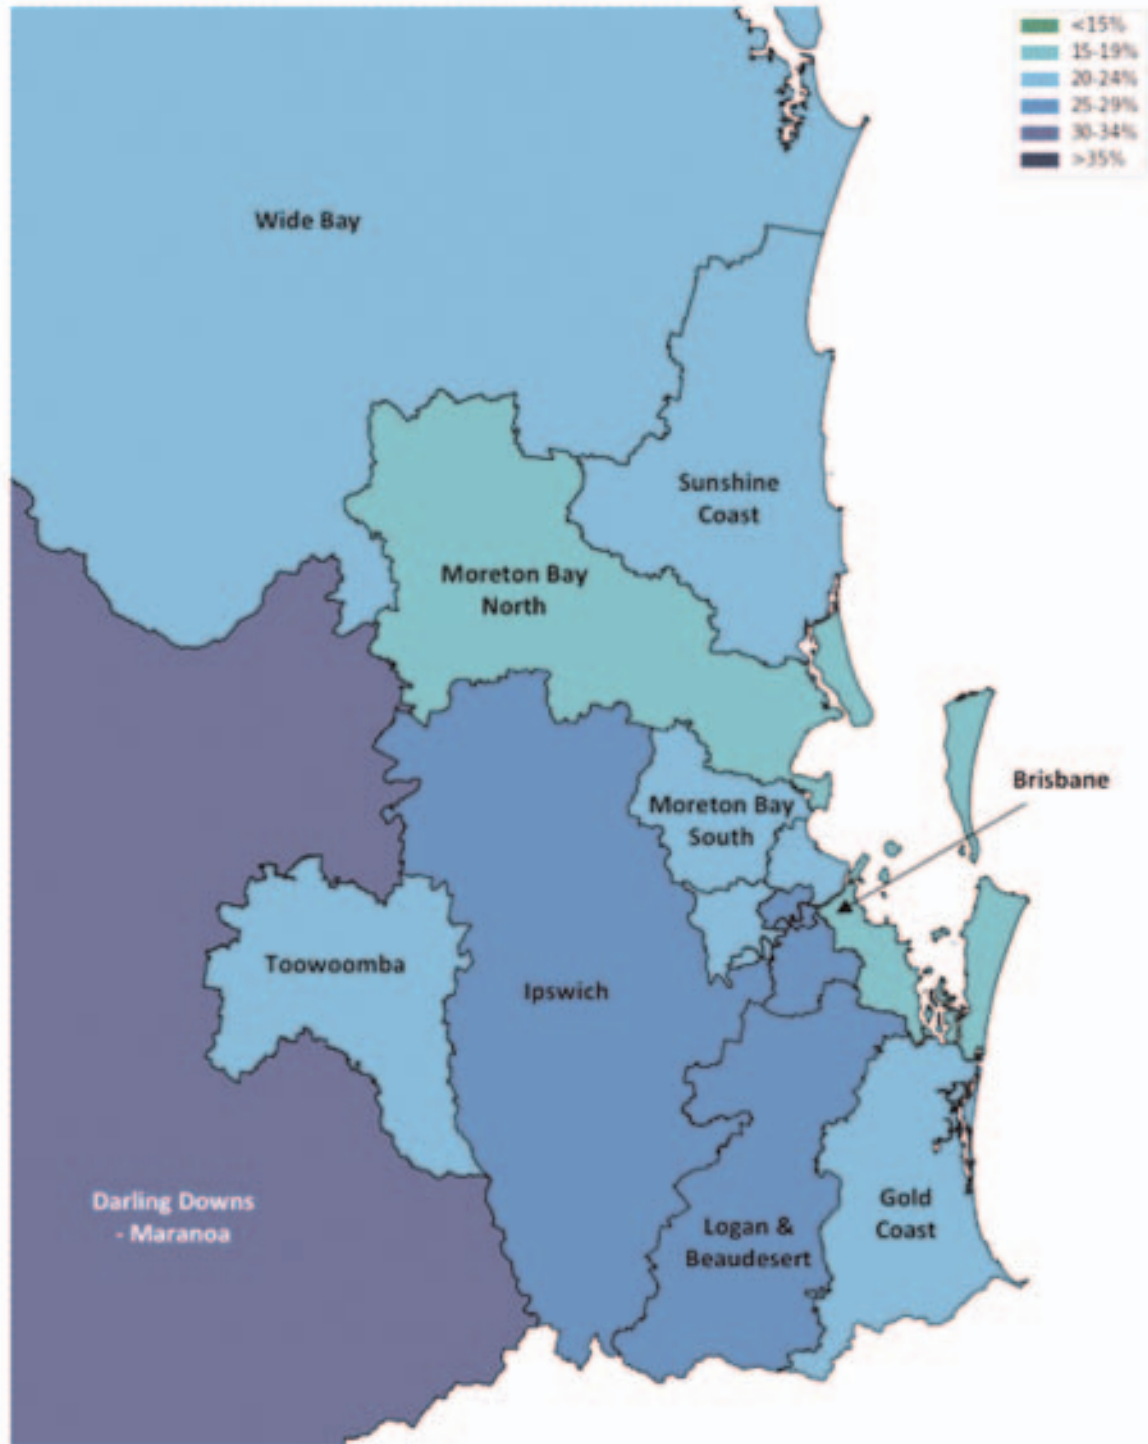 <15%
15-19%
20-24%
25-29%
30-34%
>35%
Wide Bay
Sunshine
Coast
Moreton Bay
North
Brisbane
Moreton Bay
South
Toowoomba
Ipswich
Darling Downs
- Maranoa
Gold
Coast
Logan &
Beaudesert